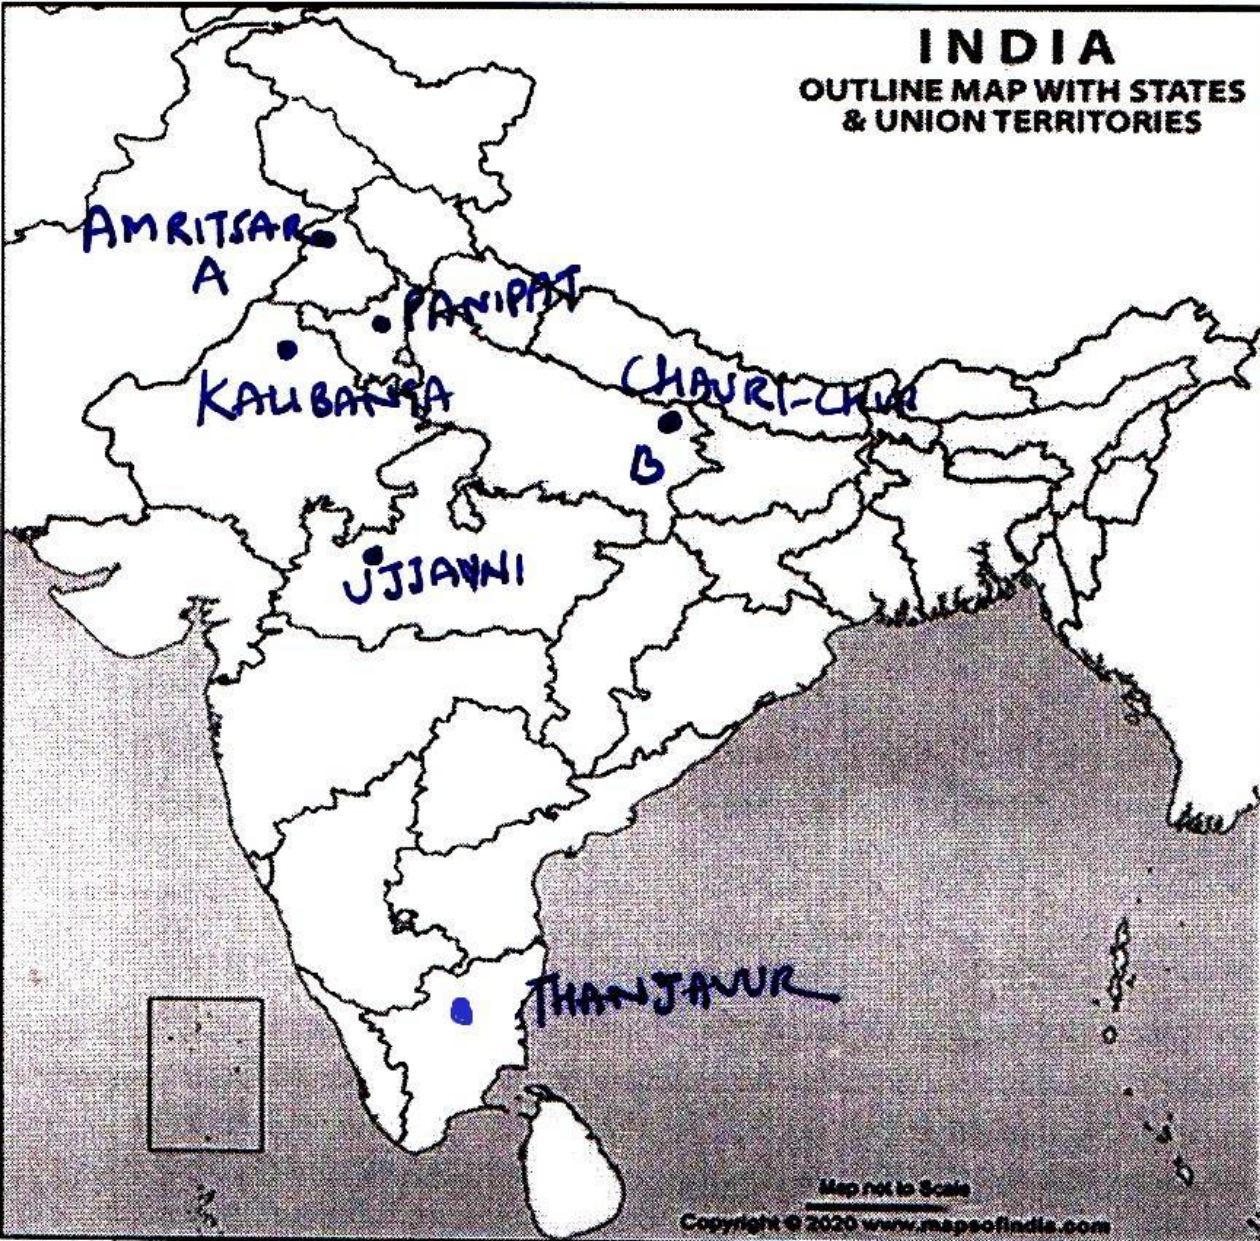 INDIA
OUTLINE MAP WITH STATES
& UNION TERRITORIES
AMRITSAR
A
PANIPAT
KALIBANGA
CHAURI-CHURA
B
UJJAYNI
THANJAVUR
Map not to Scale
Copyright © 2020 www.mapsofindia.com